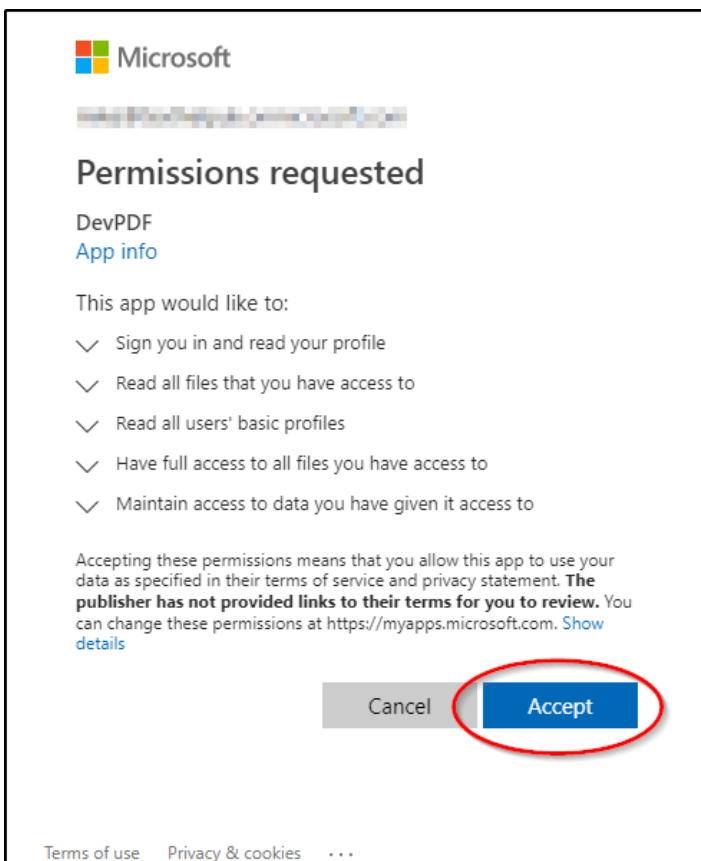 Microsoft
Permissions requested
DevPDF
App info
This app would like to:
Sign you in and read your profile
Read all files that you have access to
Read all users' basic profiles
Have full access to all files you have access to
Maintain access to data you have given it access to
Accepting these permissions means that you allow this app to use your
data as specified in their terms of service and privacy statement. The
publisher has not provided links to their terms for you to review. You
can change these permissions at https://myapps.microsoft.com. Show
details
Cancel Accept
Terms of use Privacy & cookies ...